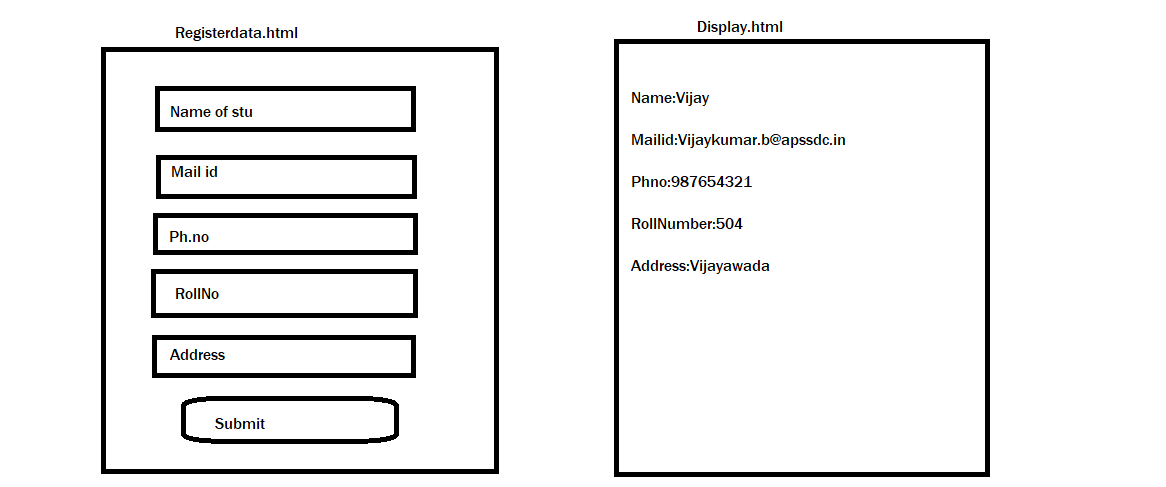 Registerdata.html
Name of stu
Mail id
Ph.no
RollNo
Address
Submit
Display.html
Name:Vijay
Mailid:Vijaykumar.b@apssdc.in
Phno:987654321
RollNumber:504
Address:Vijayawada